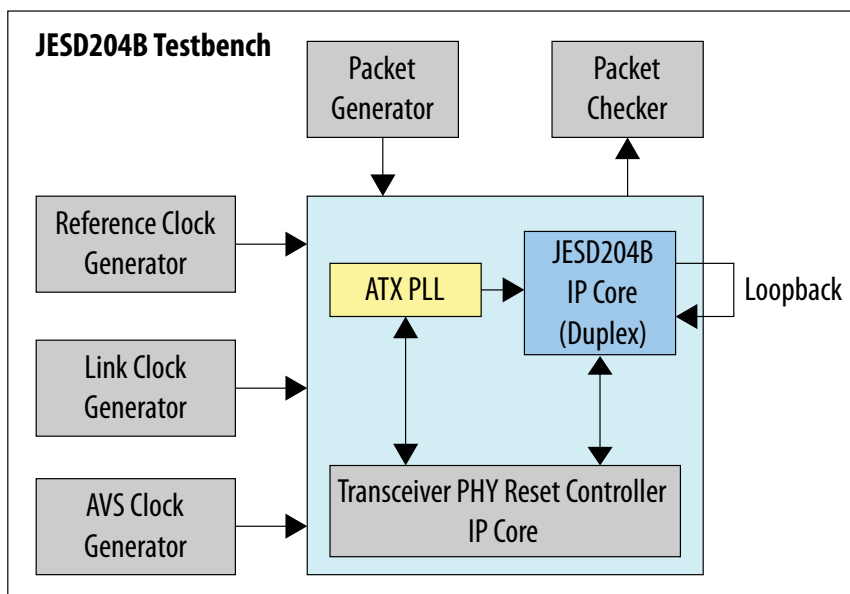 JESD204B Testbench
Packet
Generator
Packet
Checker
Reference Clock
Generator
ATX PLL
JESD204B
IP Core
(Duplex)
Loopback
Link Clock
Generator
Transceiver PHY Reset Controller
IP Core
AVS Clock
Generator